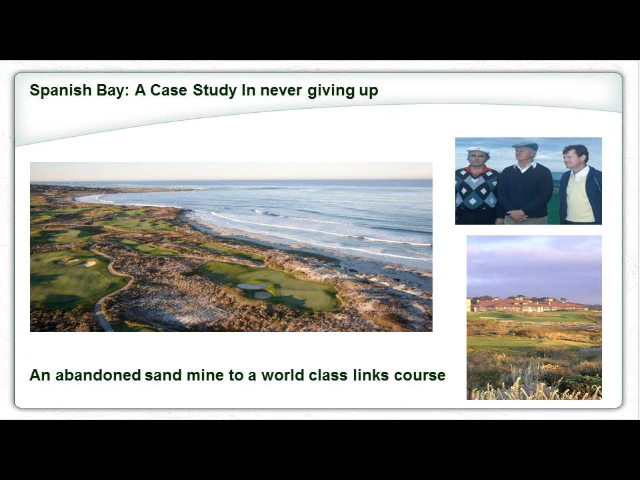 Spanish Bay: A Case Study In never giving up
An abandoned sand mine to a world class links course